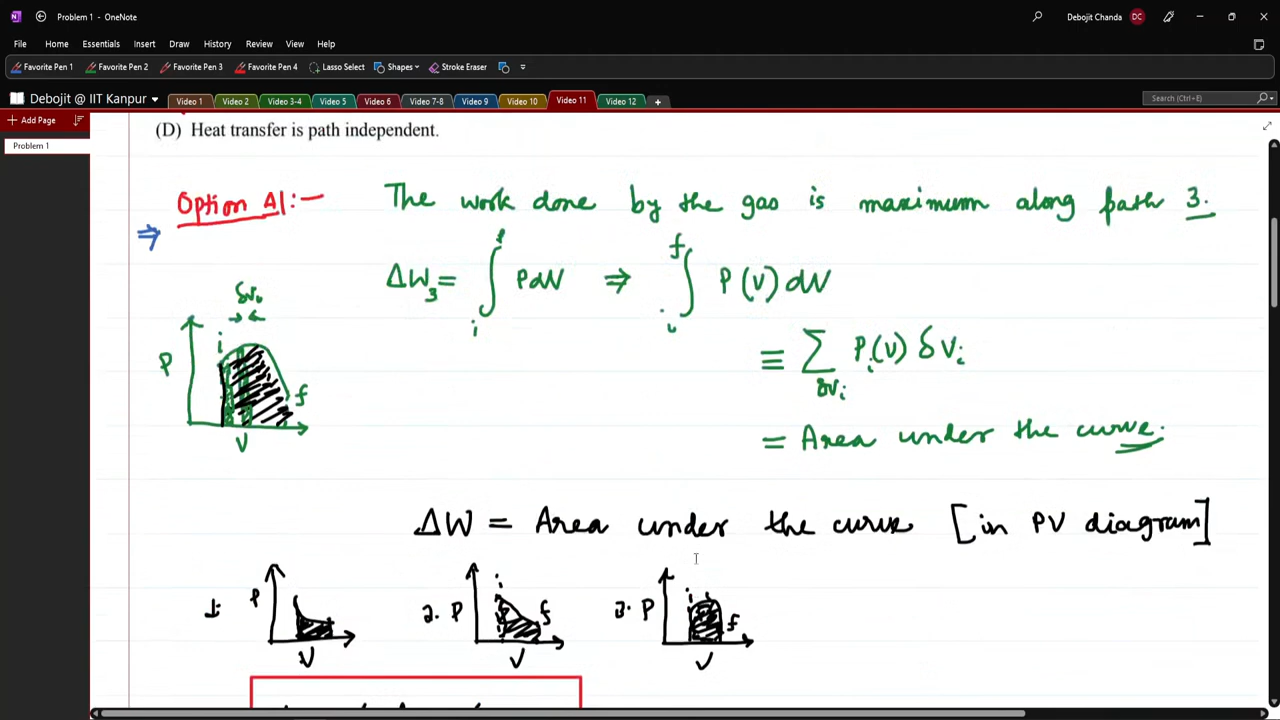 Problem 1 - OneNote
Debojit Chanda DC
File Home Essentials Insert Draw History Review View Help
Favorite Pen 1 Favorite Pen 2 Favorite Pen 3 Favorite Pen 4 Lasso Select Shapes Stroke Eraser
Debojit @ IIT Kanpur Video 1 Video 2 Video 3-4 Video 5 Video 6 Video 7-8 Video 9 Video 10 Video 11 Video 12 + Search (Ctrl+E)
+ Add Page
Problem 1
(D) Heat transfer is path independent.
Option A|:- The work done by the gas is maximum along path 3.
⇒
ΔW₃ = ∫ᵢᶠ PdV ⇒ ∫ᵢᶠ P(V) dV
δV₀
P i f
V
≡ Σ_δVᵢ Pᵢ(V) δVᵢ
= Area under the curve.
ΔW = Area under the curve [in PV diagram]
1. P V
2. P i f V
3. P i f V